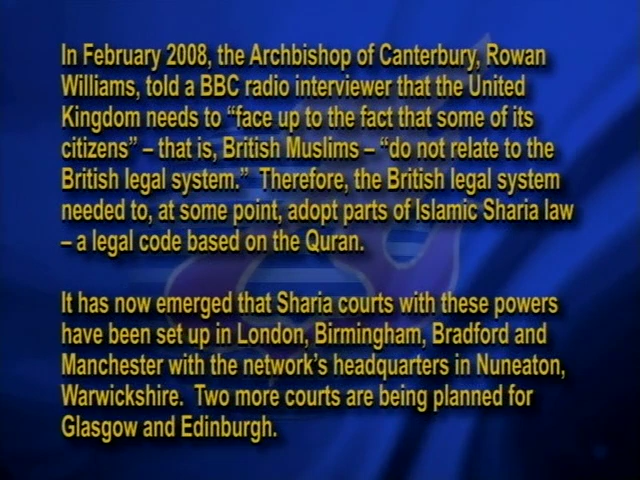 In February 2008, the Archbishop of Canterbury, Rowan
Williams, told a BBC radio interviewer that the United
Kingdom needs to “face up to the fact that some of its
citizens” – that is, British Muslims – “do not relate to the
British legal system.”  Therefore, the British legal system
needed to, at some point, adopt parts of Islamic Sharia law
– a legal code based on the Quran.
It has now emerged that Sharia courts with these powers
have been set up in London, Birmingham, Bradford and
Manchester with the network’s headquarters in Nuneaton,
Warwickshire.  Two more courts are being planned for
Glasgow and Edinburgh.